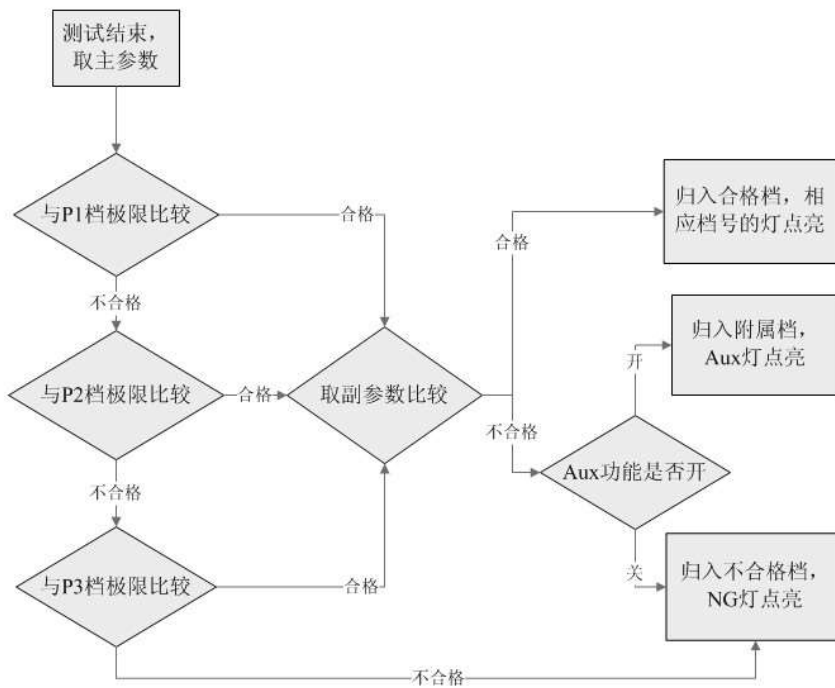 测试结束，
取主参数
与P1档极限比较
合格
不合格
与P2档极限比较
合格
不合格
与P3档极限比较
合格
不合格
取副参数比较
合格
不合格
归入合格档，相
应档号的灯点亮
Aux功能是否开
开
归入附属档，
Aux灯点亮
关
归入不合格档，
NG灯点亮